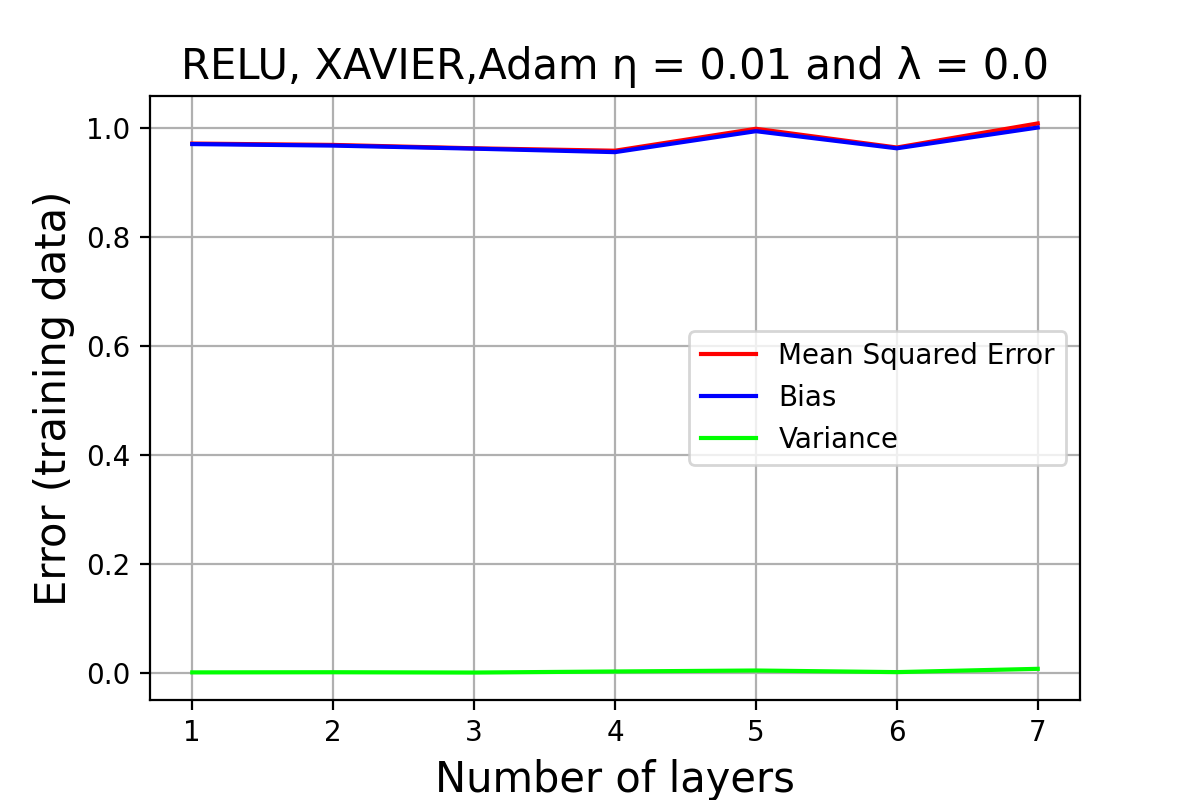 RELU, XAVIER,Adam η = 0.01 and λ = 0.0
Error (training data)
1.0
0.8
0.6
0.4
0.2
0.0
Mean Squared Error
Bias
Variance
1 2 3 4 5 6 7
Number of layers